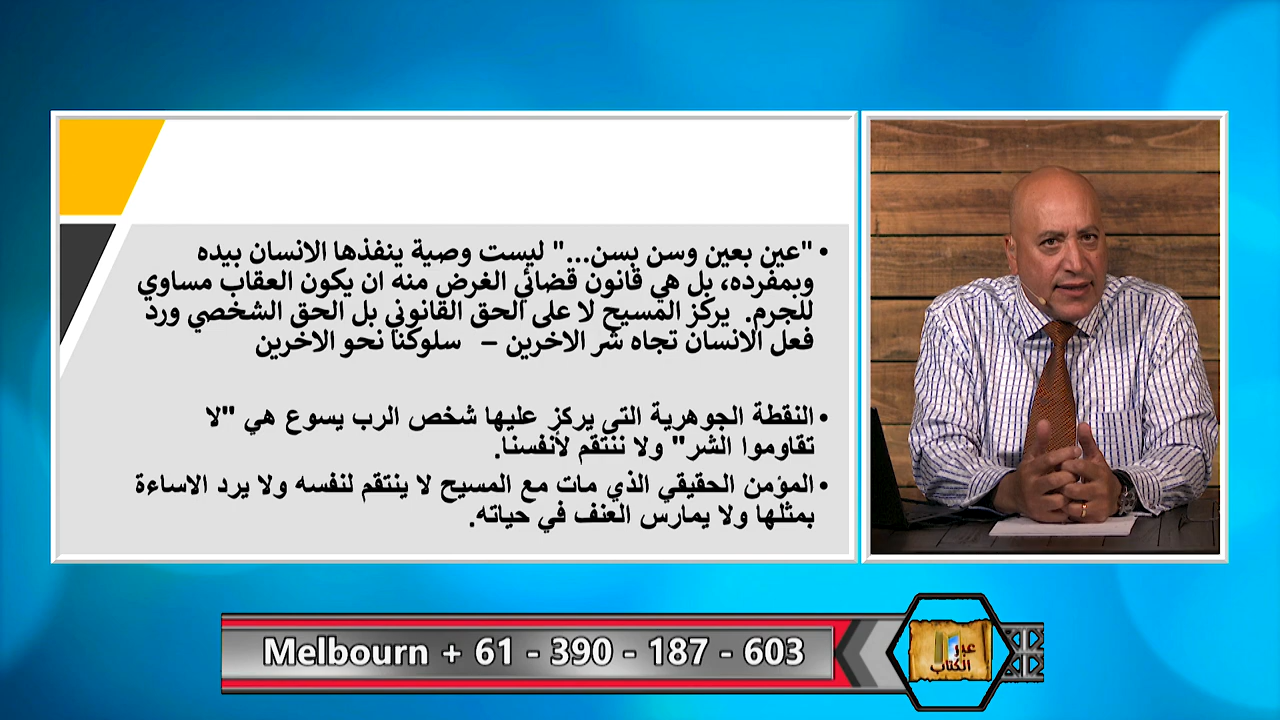 • "عين بعين وسن بسن..." ليست وصية ينفذها الانسان بيده
وبمفرده، بل هي قانون قضائي الغرض منه ان يكون العقاب مساوي
للجرم. يركز المسيح لا على الحق القانوني بل الحق الشخصي ورد
فعل الانسان تجاه شر الاخرين – سلوكنا نحو الاخرين
• النقطة الجوهرية التي يركز عليها شخص الرب يسوع هي "لا
تقاوموا الشر" ولا ننتقم لأنفسنا.
• المؤمن الحقيقي الذي مات مع المسيح لا ينتقم لنفسه ولا يرد الاساءة
بمثلها ولا يمارس العنف في حياته.
Melbourn + 61 - 390 - 187 - 603
عبر
الكتاب